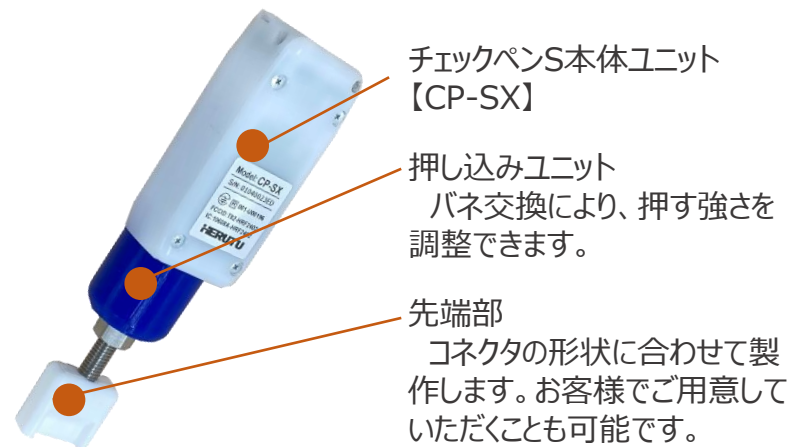 チェックペンS本体ユニット
【CP-SX】
押し込みユニット
バネ交換により、押す強さを
調整できます。
先端部
コネクタの形状に合わせて製
作します。お客様でご用意して
いただくことも可能です。
Model: CP-SX
HERUTU